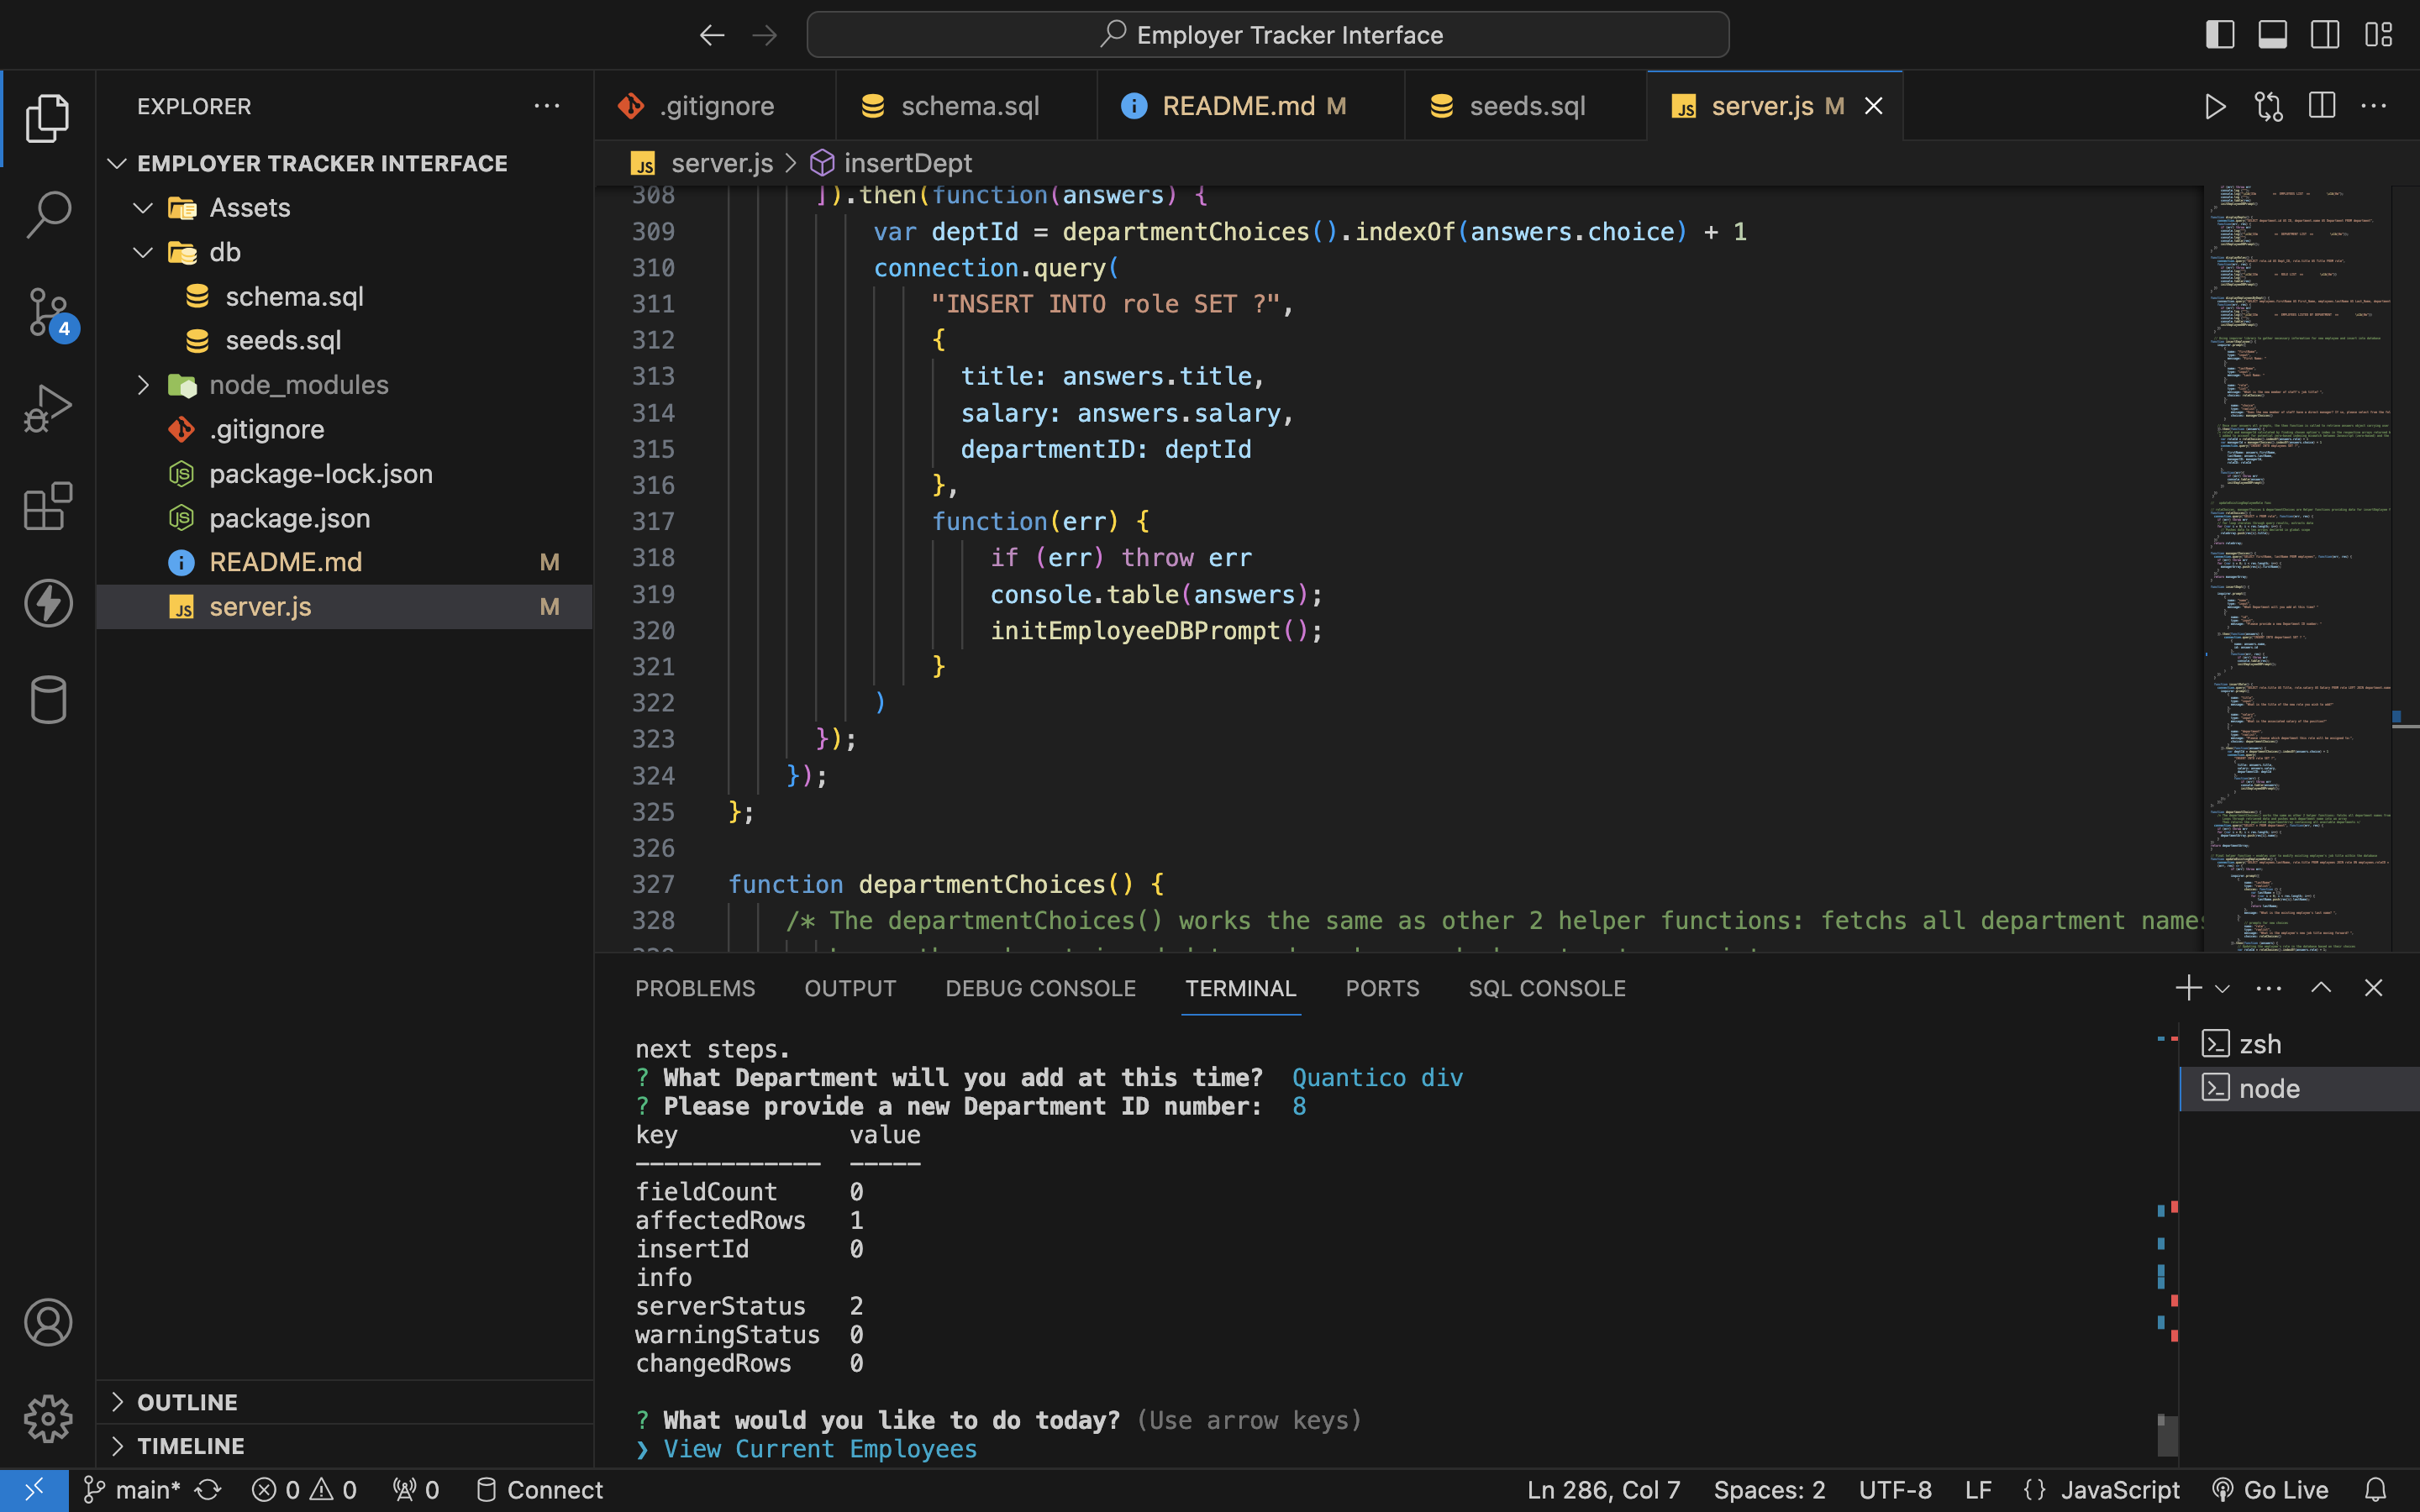 Employer Tracker Interface
EXPLORER
EMPLOYER TRACKER INTERFACE
Assets
db
schema.sql
seeds.sql
node_modules
.gitignore
package-lock.json
package.json
README.md M
server.js M
OUTLINE
TIMELINE
4
.gitignore
schema.sql
README.md M
seeds.sql
server.js M
server.js > insertDept
308 ]).then(function(answers) {
309 var deptId = departmentChoices().indexOf(answers.choice) + 1
310 connection.query(
311 "INSERT INTO role SET ?",
312 {
313 title: answers.title,
314 salary: answers.salary,
315 departmentID: deptId
316 },
317 function(err) {
318 if (err) throw err
319 console.table(answers);
320 initEmployeeDBPrompt();
321 }
322 )
323 });
324 });
325 };
326
327 function departmentChoices() {
328 /* The departmentChoices() works the same as other 2 helper functions: fetchs all department names
PROBLEMS OUTPUT DEBUG CONSOLE TERMINAL PORTS SQL CONSOLE
next steps.
? What Department will you add at this time? Quantico div
? Please provide a new Department ID number: 8
key value
------------- -----
fieldCount 0
affectedRows 1
insertId 0
info
serverStatus 2
warningStatus 0
changedRows 0
? What would you like to do today? (Use arrow keys)
❯ View Current Employees
zsh
node
main* 0 0 0 Connect Ln 286, Col 7 Spaces: 2 UTF-8 LF {} JavaScript Go Live